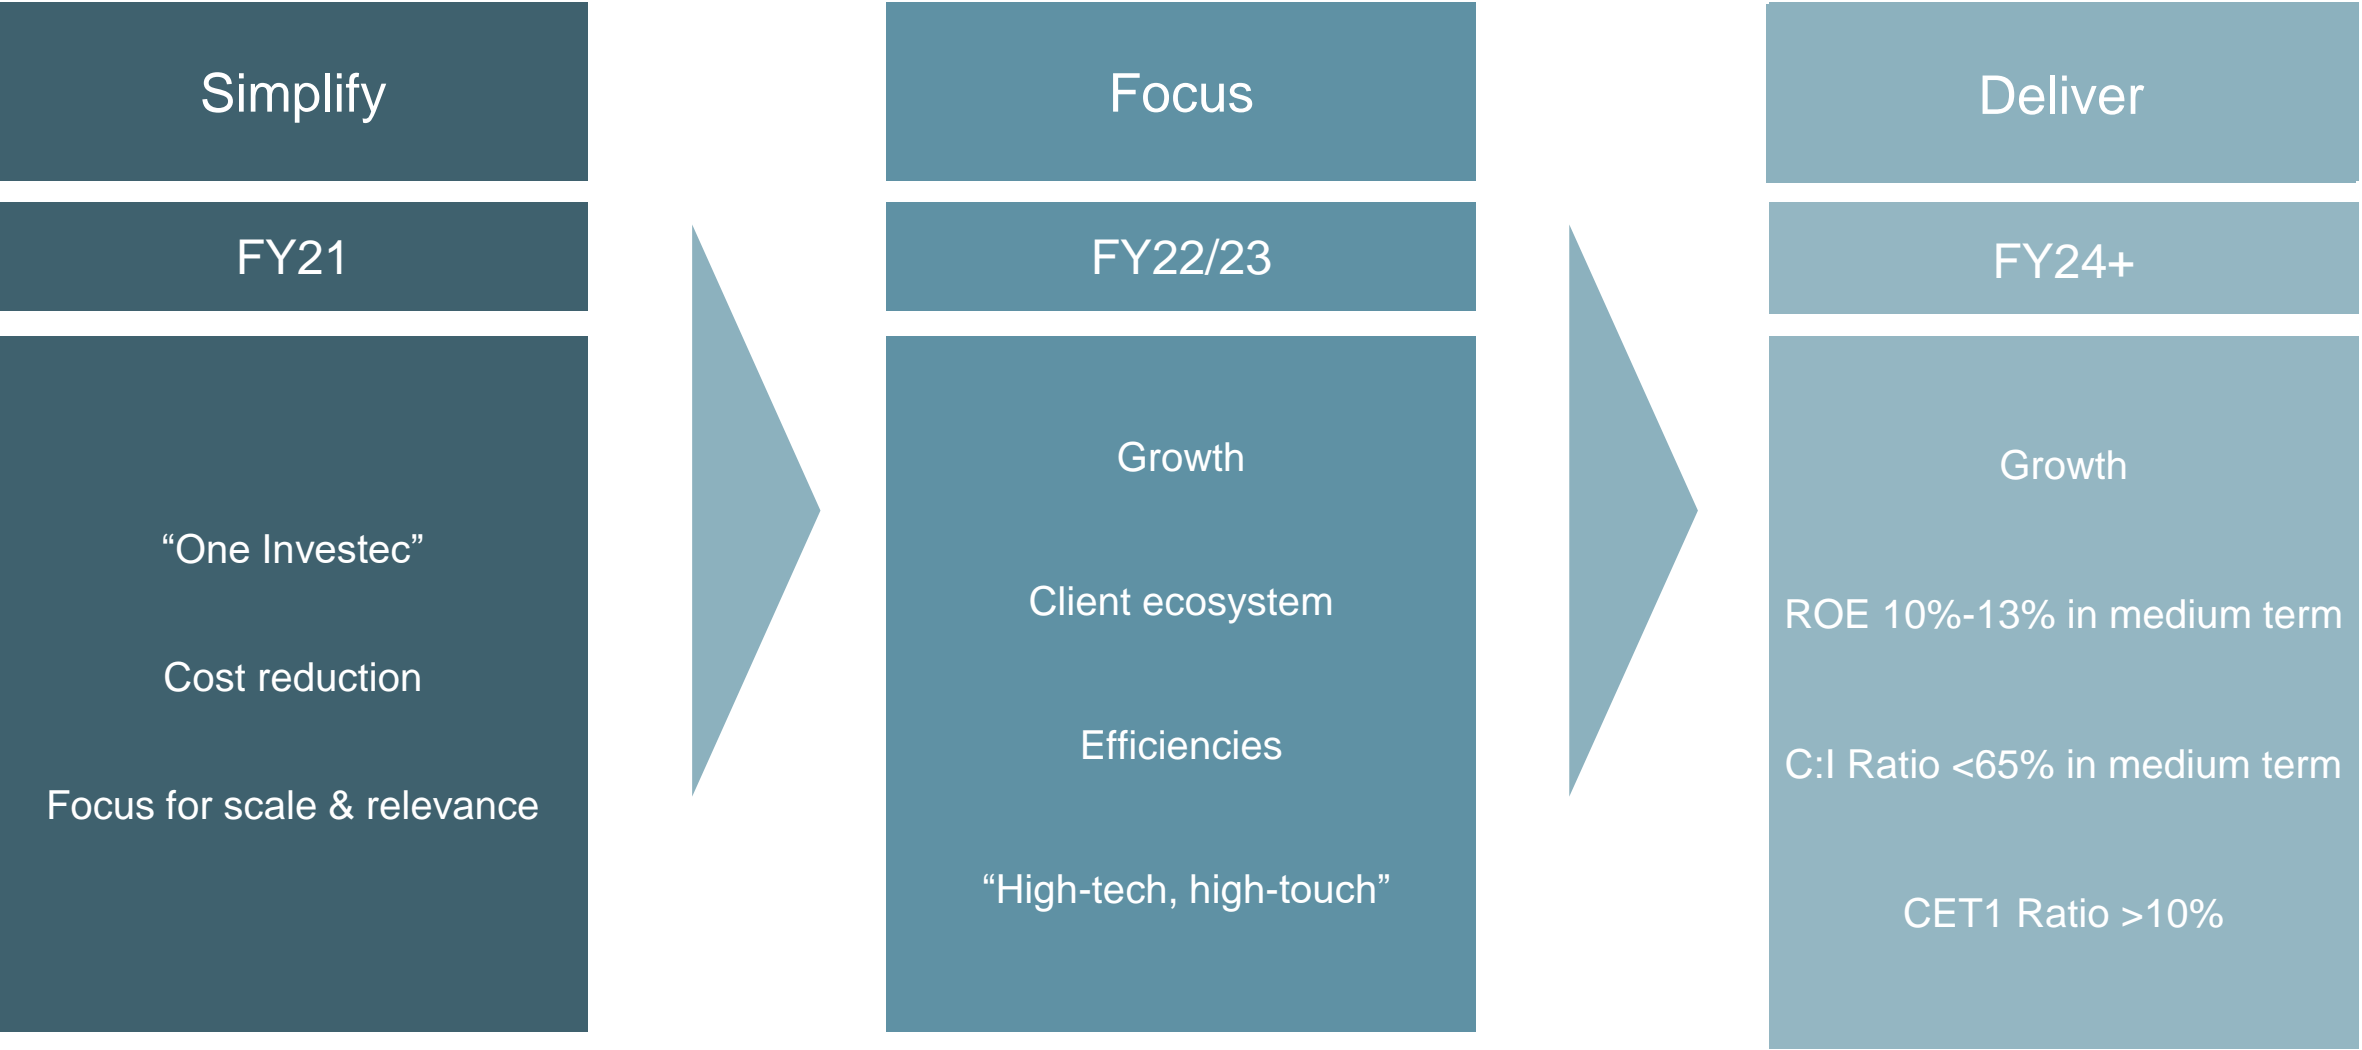 Simplify
FY21
“One Investec”
Cost reduction
Focus for scale & relevance
Focus
FY22/23
Growth
Client ecosystem
Efficiencies
“High-tech, high-touch”
Deliver
FY24+
Growth
ROE 10%-13% in medium term
C:I Ratio <65% in medium term
CET1 Ratio >10%